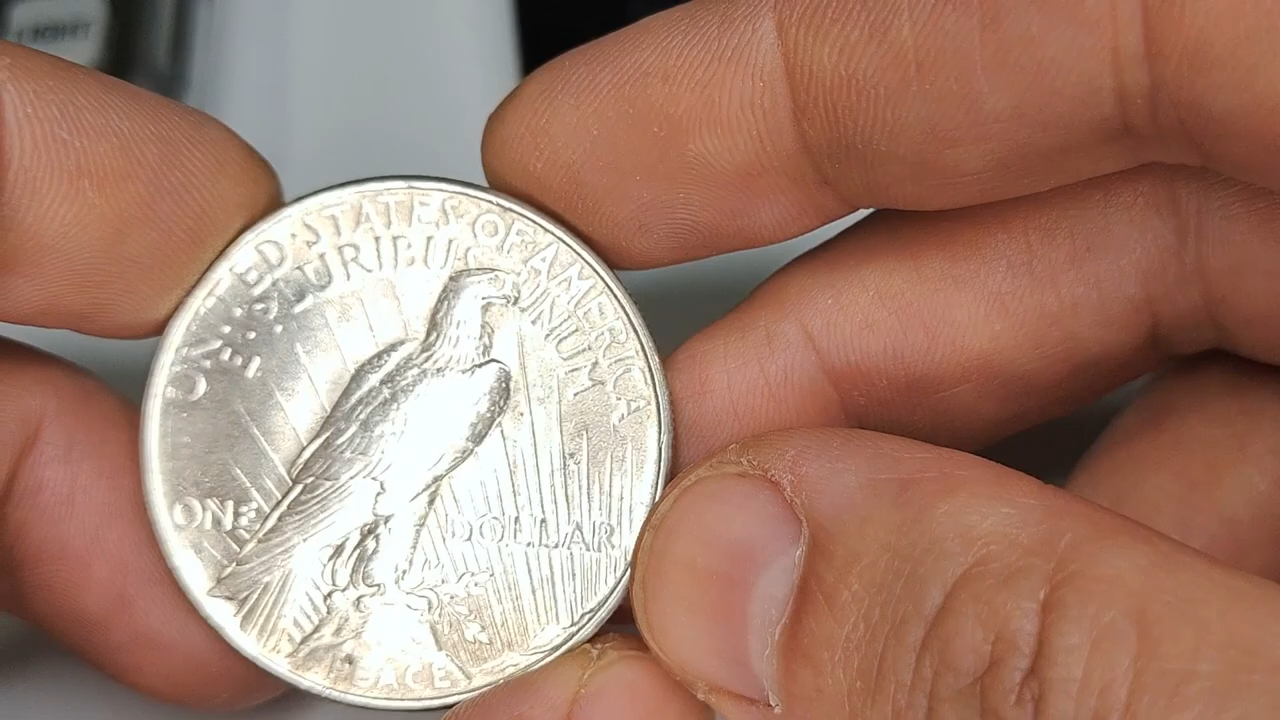 UNITED·STATES·OF·AMERICA
E·PLURIBUS UNUM
ONE DOLLAR
PEACE